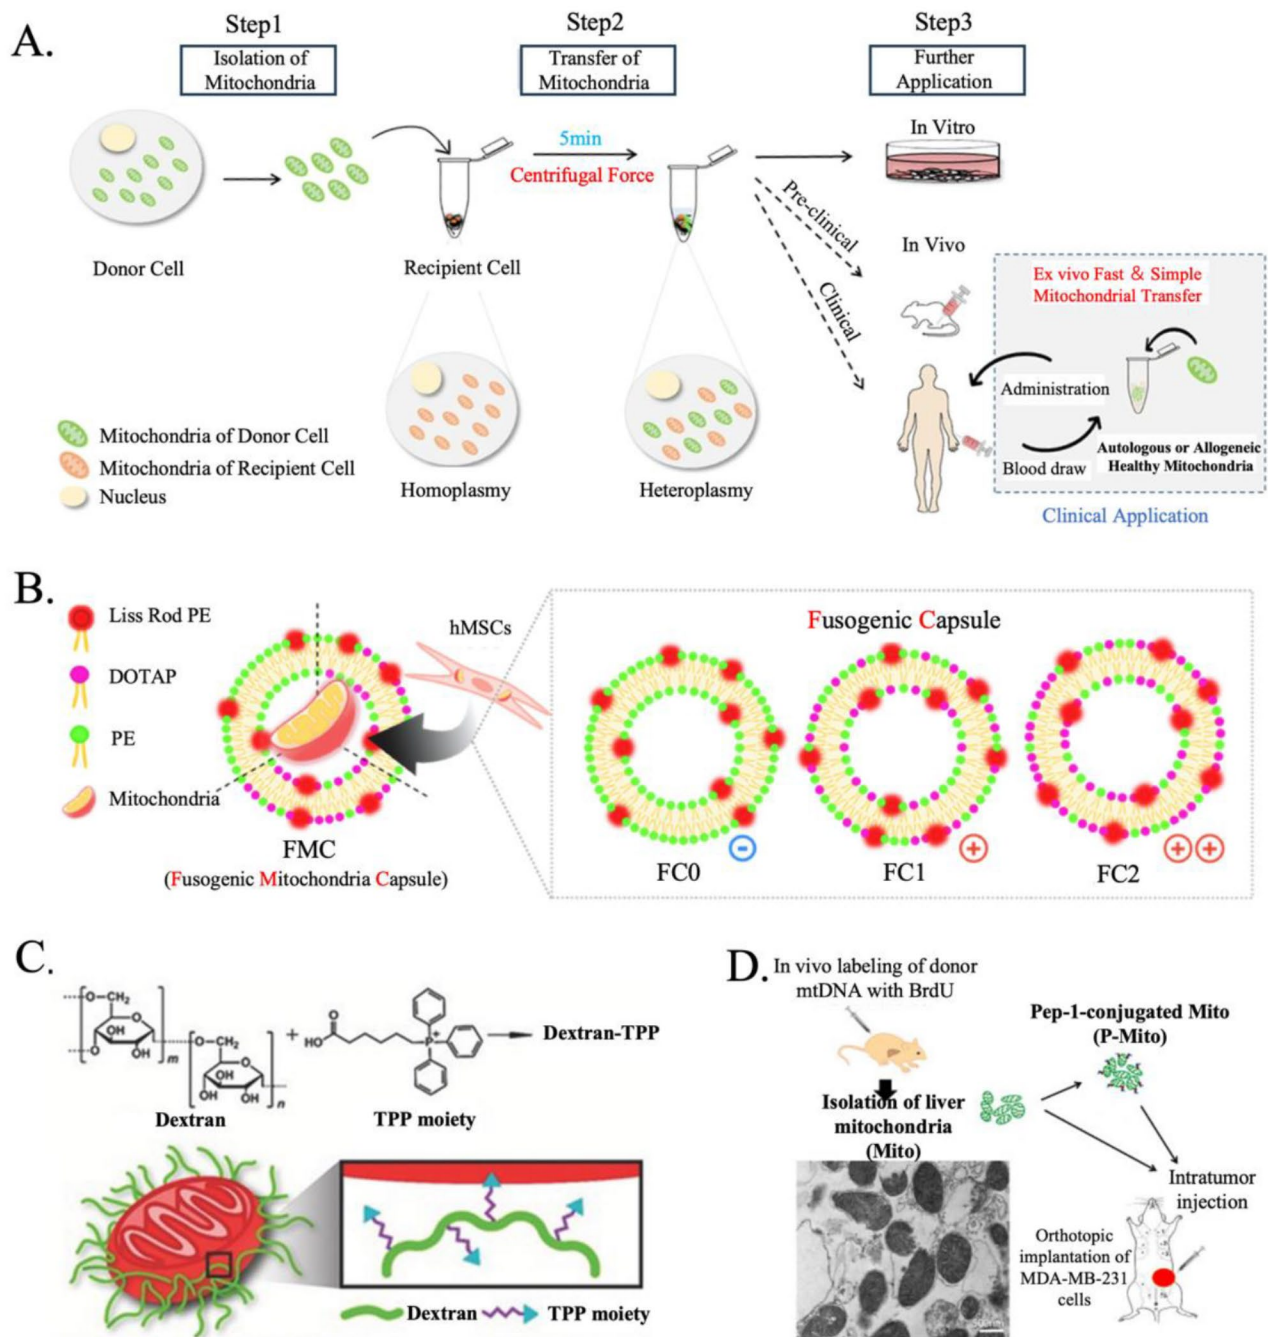 A.
Step1
Isolation of
Mitochondria
Step2
Transfer of
Mitochondria
Step3
Further
Application
5min
Centrifugal Force
In Vitro
Pre-clinical
Clinical
In Vivo
Donor Cell
Recipient Cell
Ex vivo Fast & Simple
Mitochondrial Transfer
Administration
Blood draw
Autologous or Allogeneic
Healthy Mitochondria
Clinical Application
Mitochondria of Donor Cell
Mitochondria of Recipient Cell
Nucleus
Homoplasmy
Heteroplasmy
B.
Liss Rod PE
DOTAP
PE
Mitochondria
hMSCs
FMC
(Fusogenic Mitochondria Capsule)
Fusogenic Capsule
-
+
++
FC0
FC1
FC2
C.
O-CH₂
O
OH
O
OH
m
O-CH₂
O
OH
OH
OH
n
+
O
HO
P+
Dextran-TPP
Dextran
TPP moiety
Dextran
TPP moiety
D.
In vivo labeling of donor
mtDNA with BrdU
Pep-1-conjugated Mito
(P-Mito)
Isolation of liver
mitochondria
(Mito)
Intratumor
injection
Orthotopic
implantation of
MDA-MB-231
cells